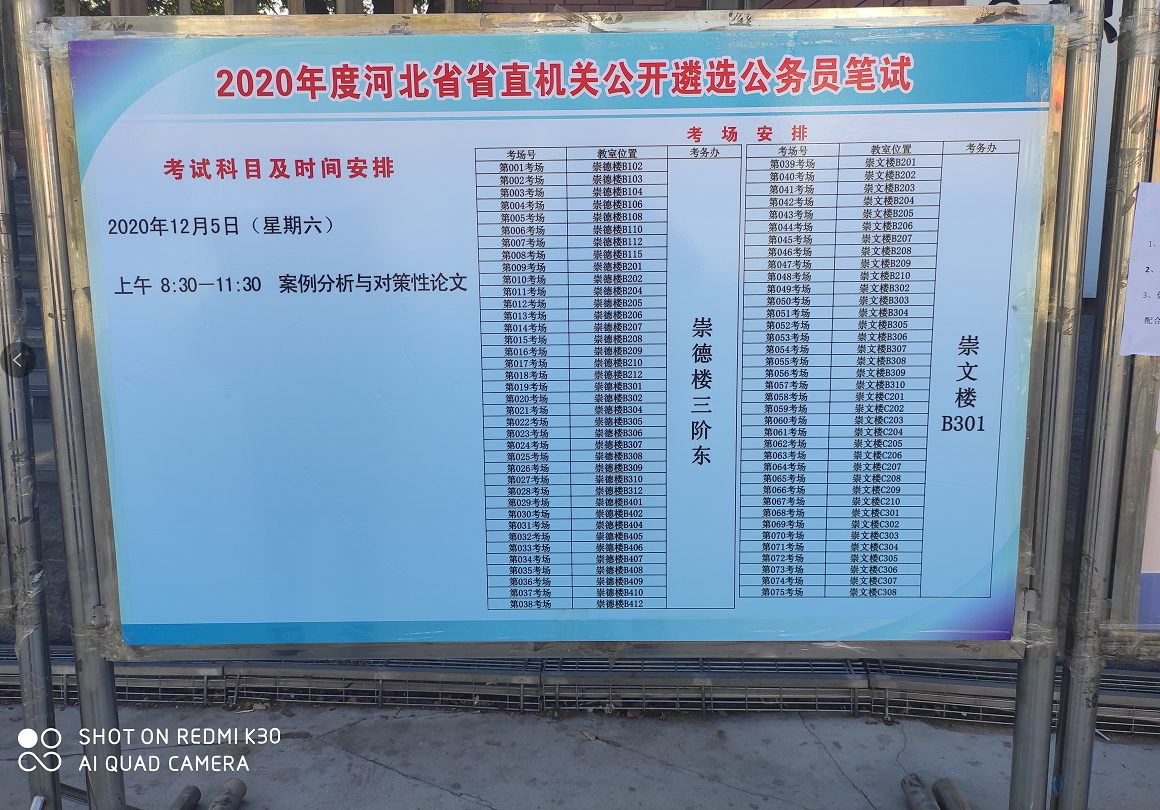 2020年度河北省省直机关公开遴选公务员笔试
考试科目及时间安排
2020年12月5日（星期六）
上午 8:30—11:30 案例分析与对策性论文
考 场 安 排
考场号 教室位置 考务办
第001考场 崇德楼B102
第002考场 崇德楼B103
第003考场 崇德楼B104
第004考场 崇德楼B106
第005考场 崇德楼B108
第006考场 崇德楼B110
第007考场 崇德楼B112
第008考场 崇德楼B115
第009考场 崇德楼B201
第010考场 崇德楼B202
第011考场 崇德楼B204
第012考场 崇德楼B205
第013考场 崇德楼B206
第014考场 崇德楼B207
第015考场 崇德楼B208
第016考场 崇德楼B209
第017考场 崇德楼B210
第018考场 崇德楼B212
第019考场 崇德楼B301
第020考场 崇德楼B302
第021考场 崇德楼B304
第022考场 崇德楼B305
第023考场 崇德楼B306
第024考场 崇德楼B307
第025考场 崇德楼B308
第026考场 崇德楼B309
第027考场 崇德楼B310
第028考场 崇德楼B312
第029考场 崇德楼B401
第030考场 崇德楼B402
第031考场 崇德楼B404
第032考场 崇德楼B405
第033考场 崇德楼B406
第034考场 崇德楼B407
第035考场 崇德楼B408
第036考场 崇德楼B409
第037考场 崇德楼B410
第038考场 崇德楼B412
崇德楼三阶东
考场号 教室位置 考务办
第039考场 崇文楼B201
第040考场 崇文楼B202
第041考场 崇文楼B203
第042考场 崇文楼B204
第043考场 崇文楼B205
第044考场 崇文楼B206
第045考场 崇文楼B207
第046考场 崇文楼B208
第047考场 崇文楼B209
第048考场 崇文楼B210
第049考场 崇文楼B302
第050考场 崇文楼B303
第051考场 崇文楼B304
第052考场 崇文楼B305
第053考场 崇文楼B306
第054考场 崇文楼B307
第055考场 崇文楼B308
第056考场 崇文楼B309
第057考场 崇文楼B310
第058考场 崇文楼C201
第059考场 崇文楼C202
第060考场 崇文楼C203
第061考场 崇文楼C204
第062考场 崇文楼C205
第063考场 崇文楼C206
第064考场 崇文楼C207
第065考场 崇文楼C208
第066考场 崇文楼C209
第067考场 崇文楼C210
第068考场 崇文楼C301
第069考场 崇文楼C302
第070考场 崇文楼C303
第071考场 崇文楼C304
第072考场 崇文楼C305
第073考场 崇文楼C306
第074考场 崇文楼C307
第075考场 崇文楼C308
崇文楼
B301
1、
2、
3、
配合
SHOT ON REDMI K30
AI QUAD CAMERA